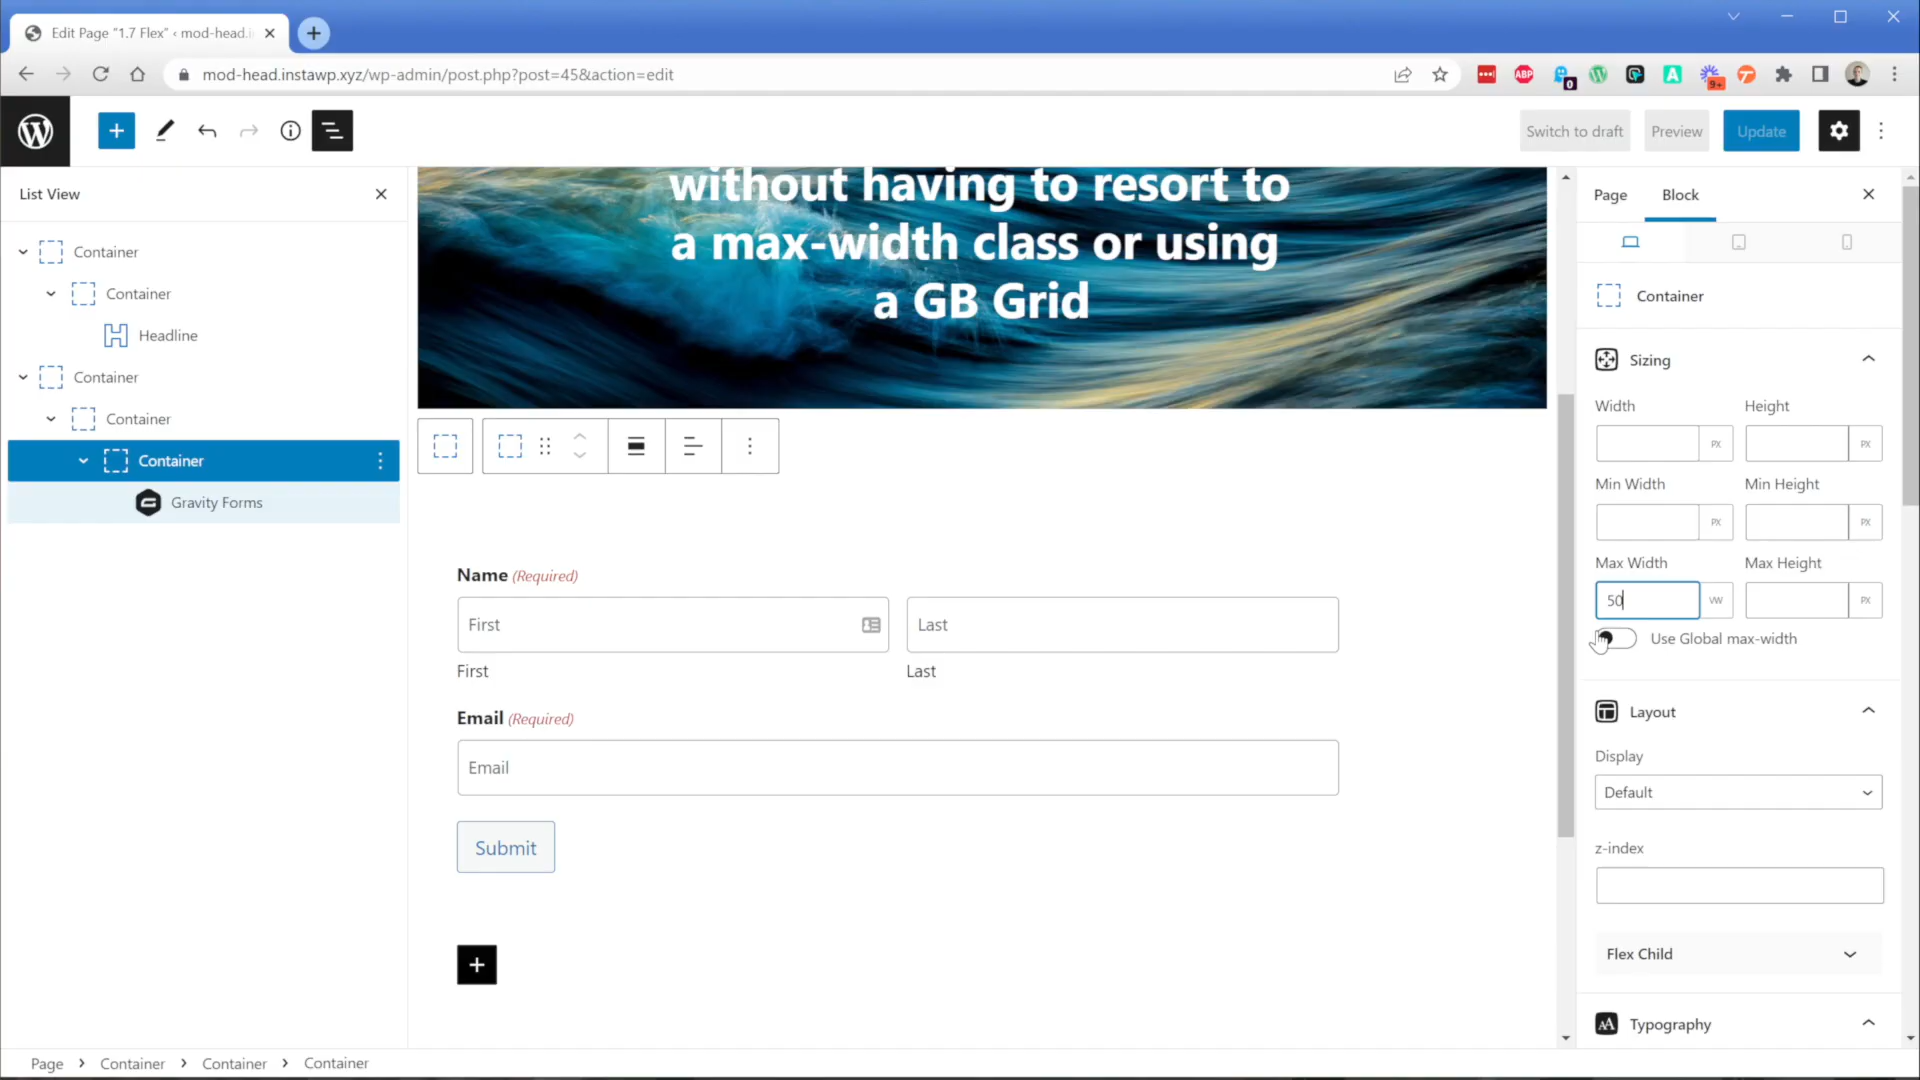 Edit Page "1.7 Flex" ‹ mod-head.i
mod-head.instawp.xyz/wp-admin/post.php?post=45&action=edit
ABP
0
A
9+
Switch to draft
Preview
Update
List View
Container
Container
Headline
Container
Container
Container
Gravity Forms
without having to resort to
a max-width class or using
a GB Grid
Name (Required)
First
Last
First
Last
Email (Required)
Email
Submit
Page
Block
Container
Sizing
Width
Height
PX
PX
Min Width
Min Height
PX
PX
Max Width
Max Height
50
VW
PX
Use Global max-width
Layout
Display
Default
z-index
Flex Child
AA
Typography
Page
Container
Container
Container